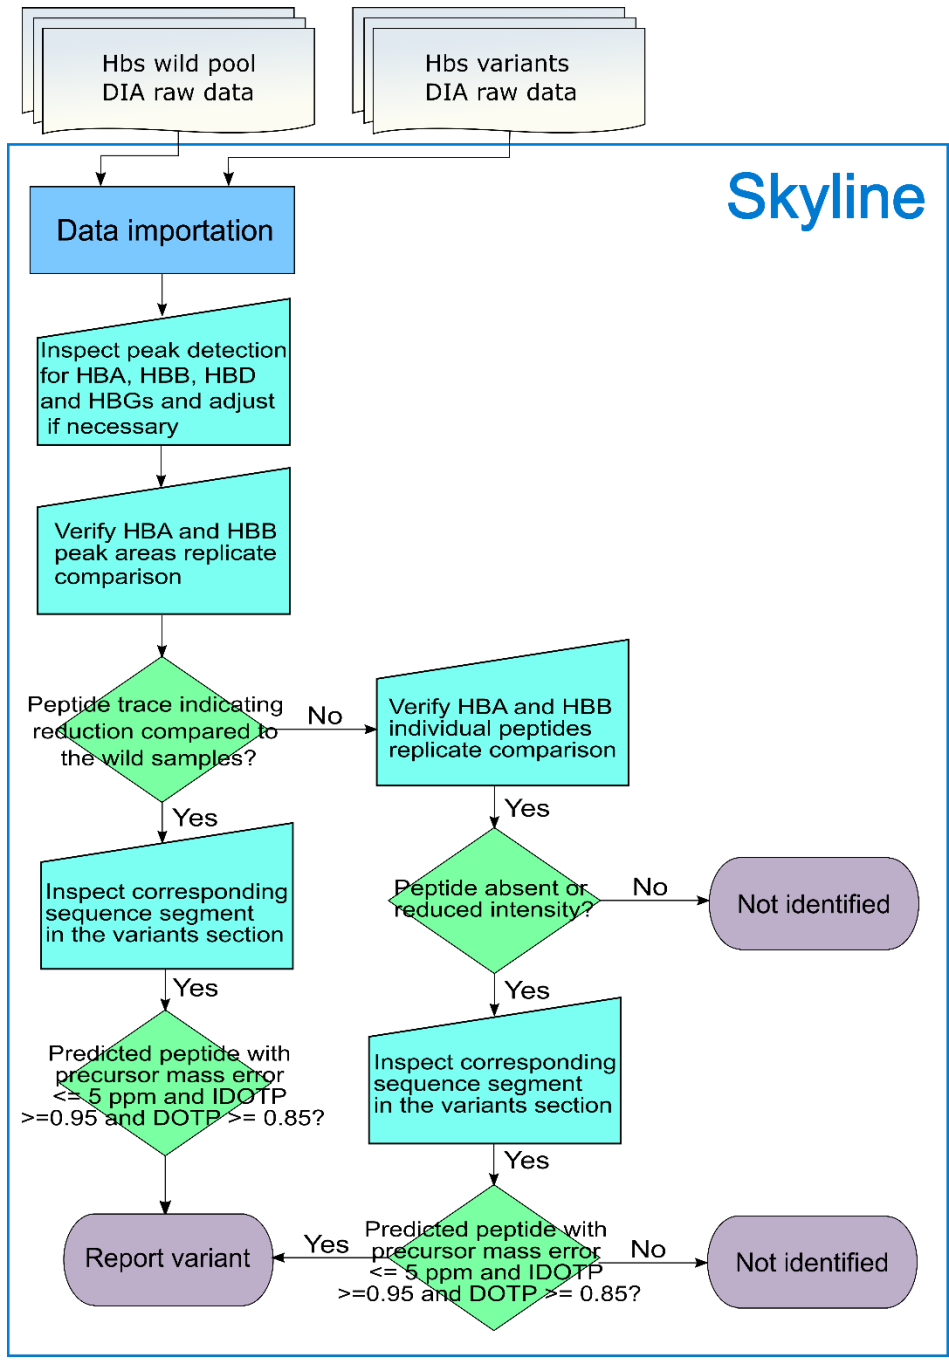 Hbs wild pool
DIA raw data
Hbs variants
DIA raw data
Skyline
Data importation
Inspect peak detection
for HBA, HBB, HBD
and HBGs and adjust
if necessary
Verify HBA and HBB
peak areas replicate
comparison
Peptide trace indicating
reduction compared to
the wild samples?
No
Verify HBA and HBB
individual peptides
replicate comparison
Yes
Yes
Inspect corresponding
sequence segment
in the variants section
Peptide absent or
reduced intensity?
No
Not identified
Yes
Yes
Predicted peptide with
precursor mass error
<= 5 ppm and IDOTP
>=0.95 and DOTP >= 0.85?
Inspect corresponding
sequence segment
in the variants section
Yes
Report variant
Yes
Predicted peptide with
precursor mass error
<= 5 ppm and IDOTP
>=0.95 and DOTP >= 0.85?
No
Not identified